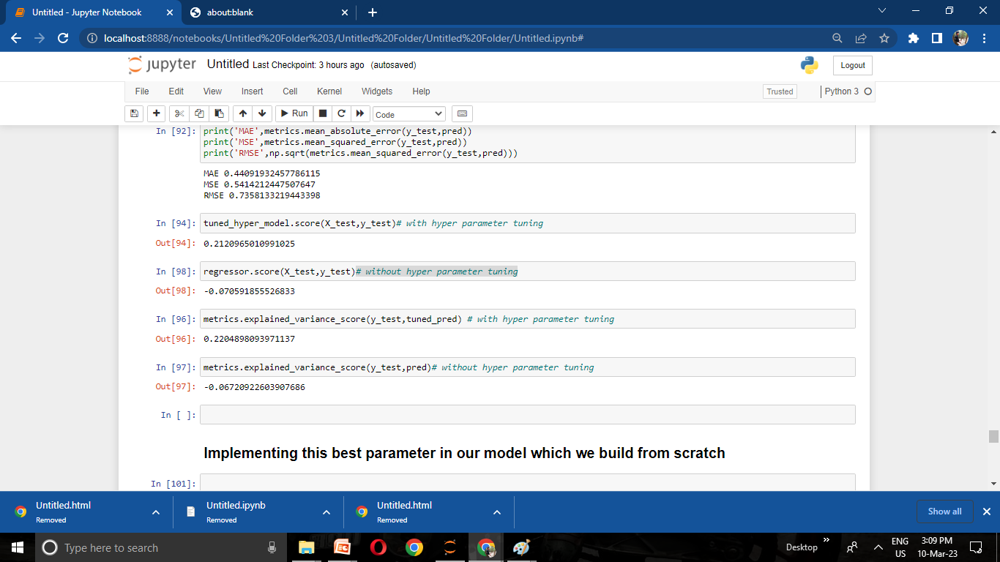 Untitled - Jupyter Notebook
about:blank
localhost:8888/notebooks/Untitled%20Folder%203/Untitled%20Folder/Untitled%20Folder/Untitled.ipynb#
jupyter Untitled Last Checkpoint: 3 hours ago (autosaved)
Logout
File Edit View Insert Cell Kernel Widgets Help
Trusted
Python 3
Run
Code
In [92]: print('MAE',metrics.mean_absolute_error(y_test,pred))
print('MSE',metrics.mean_squared_error(y_test,pred))
print('RMSE',np.sqrt(metrics.mean_squared_error(y_test,pred)))
MAE 0.44091932457786115
MSE 0.5414212447507647
RMSE 0.7358133219443398
In [94]: tuned_hyper_model.score(X_test,y_test)# with hyper parameter tuning
Out[94]: 0.2120965010991025
In [98]: regressor.score(X_test,y_test)# without hyper parameter tuning
Out[98]: -0.070591855526833
In [96]: metrics.explained_variance_score(y_test,tuned_pred) # with hyper parameter tuning
Out[96]: 0.2204898093971137
In [97]: metrics.explained_variance_score(y_test,pred)# without hyper parameter tuning
Out[97]: -0.06720922603907686
In [ ]:
Implementing this best parameter in our model which we build from scratch
In [101]:
Untitled.html
Removed
Untitled.ipynb
Removed
Untitled.html
Removed
Show all
Type here to search
Desktop
ENG
US
3:09 PM
10-Mar-23